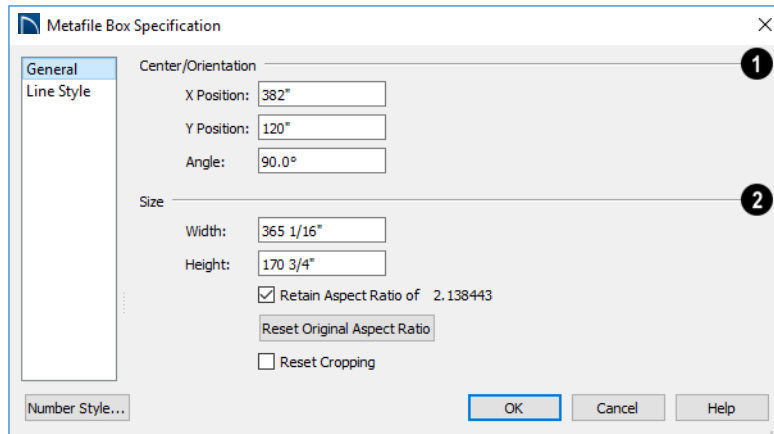 Metafile Box Specification
General
Line Style
Center/Orientation 1
X Position: 382"
Y Position: 120"
Angle: 90.0°
Size 2
Width: 365 1/16"
Height: 170 3/4"
Retain Aspect Ratio of 2.138443
Reset Original Aspect Ratio
Reset Cropping
Number Style... OK Cancel Help